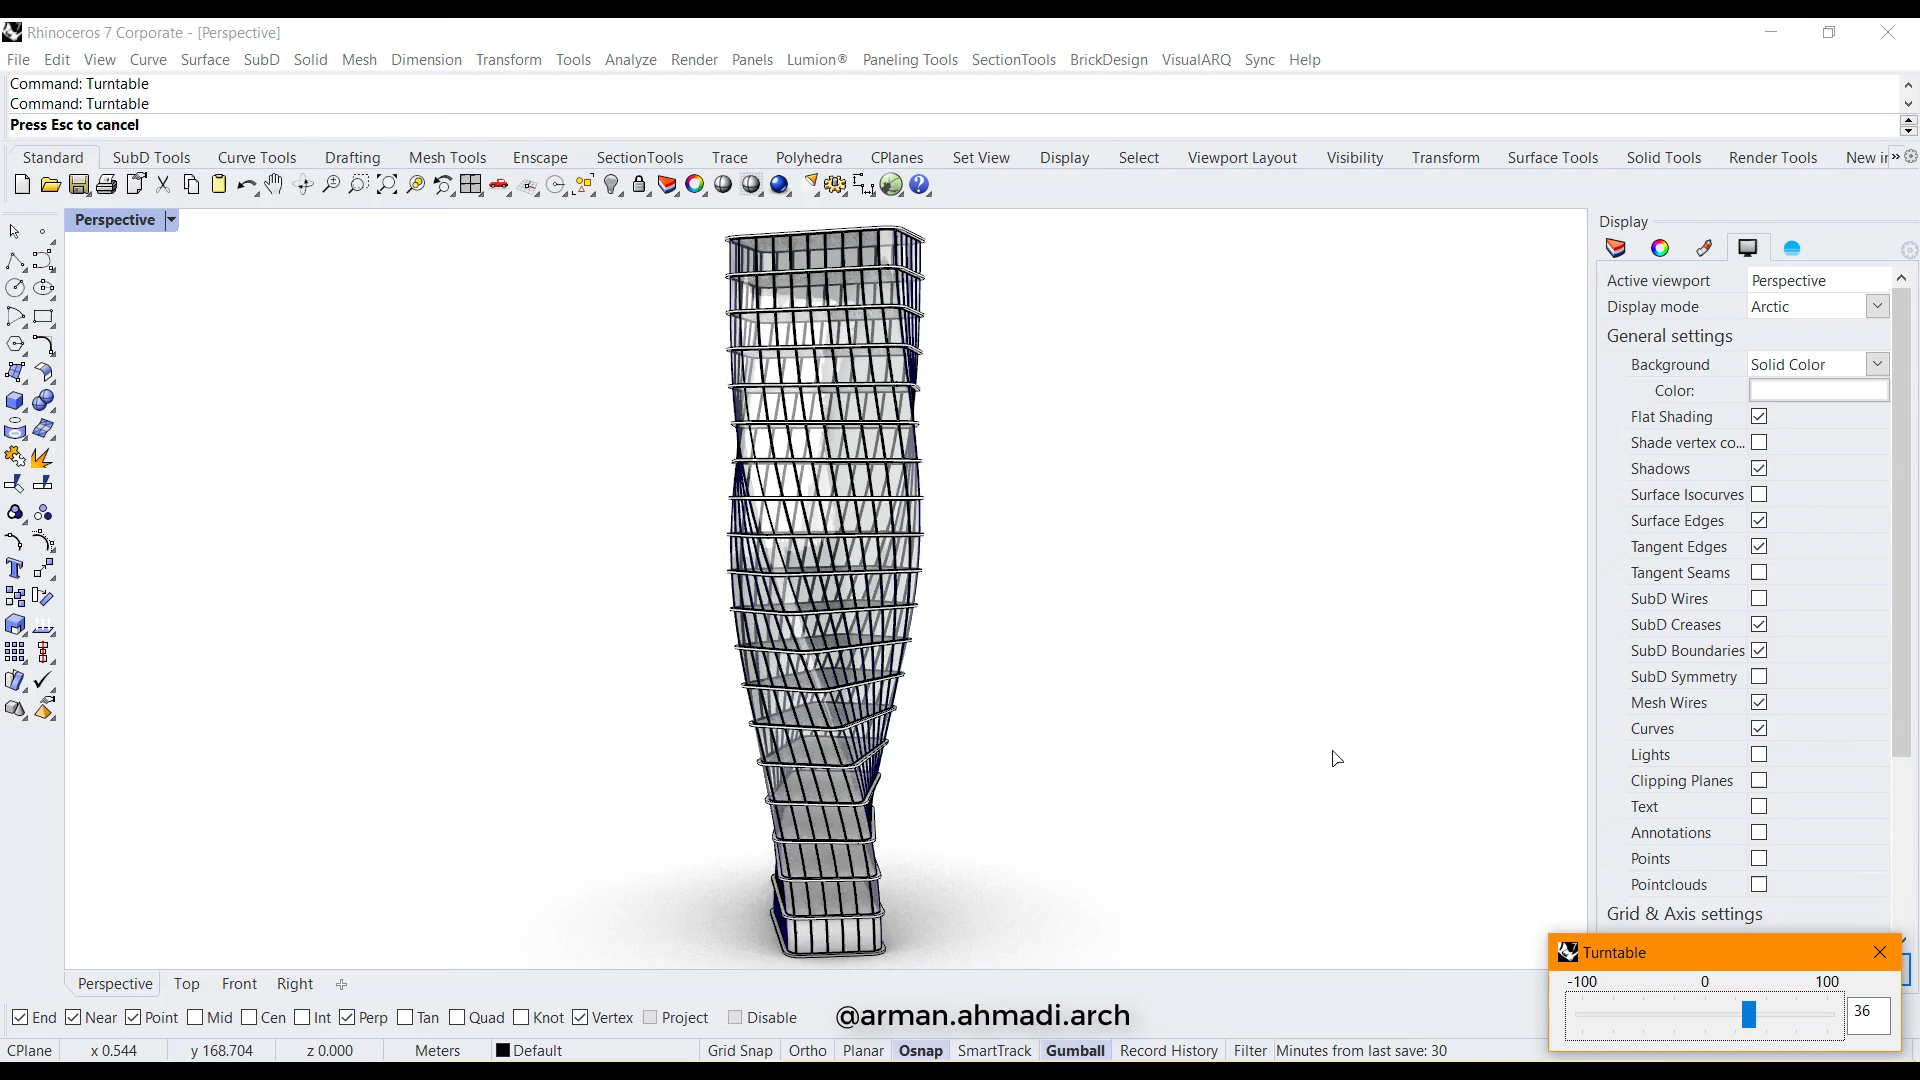 Rhinoceros 7 Corporate - [Perspective]
File Edit View Curve Surface SubD Solid Mesh Dimension Transform Tools Analyze Render Panels Lumion® Paneling Tools SectionTools BrickDesign VisualARQ Sync Help
Command: Turntable
Command: Turntable
Press Esc to cancel
Standard SubD Tools Curve Tools Drafting Mesh Tools Enscape SectionTools Trace Polyhedra CPlanes Set View Display Select Viewport Layout Visibility Transform Surface Tools Solid Tools Render Tools New in »
Perspective
Display
Active viewport Perspective
Display mode Arctic
General settings
Background Solid Color
Color:
Flat Shading
Shade vertex co...
Shadows
Surface Isocurves
Surface Edges
Tangent Edges
Tangent Seams
SubD Wires
SubD Creases
SubD Boundaries
SubD Symmetry
Mesh Wires
Curves
Lights
Clipping Planes
Text
Annotations
Points
Pointclouds
Grid & Axis settings
Turntable
-100 0 100
36
Perspective Top Front Right
End Near Point Mid Cen Int Perp Tan Quad Knot Vertex Project Disable
@arman.ahmadi.arch
CPlane x 0.544 y 168.704 z 0.000 Meters Default Grid Snap Ortho Planar Osnap SmartTrack Gumball Record History Filter Minutes from last save: 30